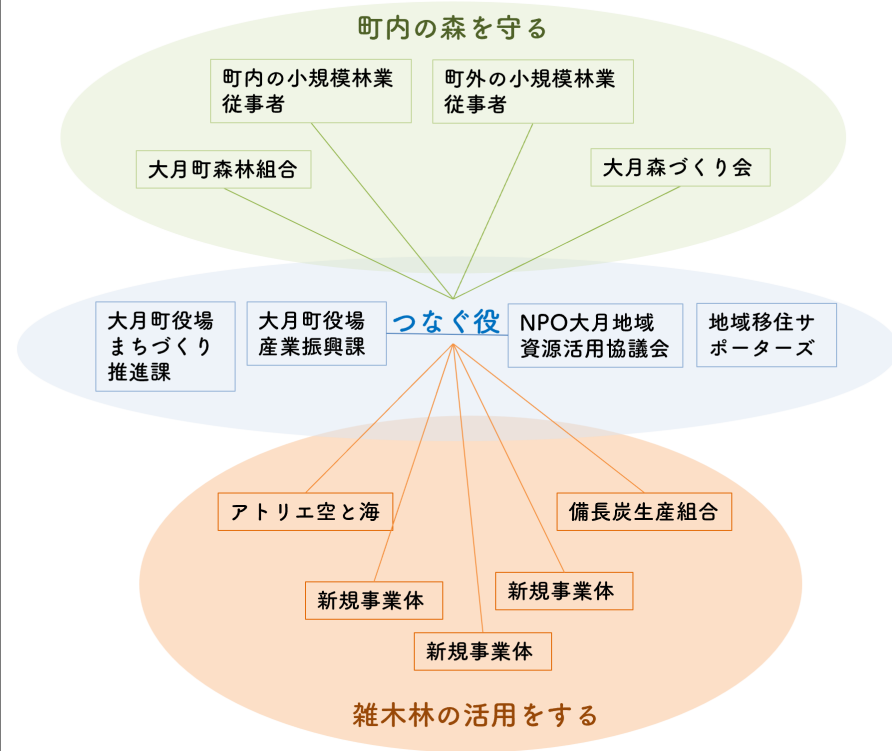 町内の森を守る
町内の小規模林業
従事者
町外の小規模林業
従事者
大月町森林組合
大月森づくり会
大月町役場
まちづくり
推進課
大月町役場
産業振興課
つなぐ役
NPO大月地域
資源活用協議会
地域移住サ
ポーターズ
アトリエ空と海
備長炭生産組合
新規事業体
新規事業体
新規事業体
雑木林の活用をする